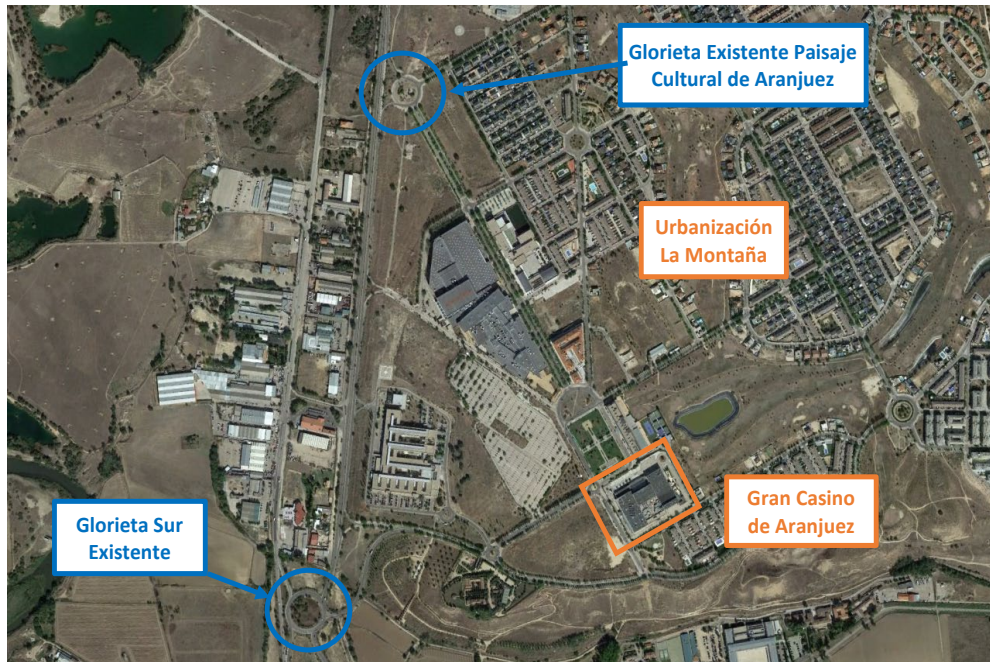 Glorieta Existente Paisaje
Cultural de Aranjuez
Urbanización
La Montaña
Gran Casino
de Aranjuez
Glorieta Sur
Existente